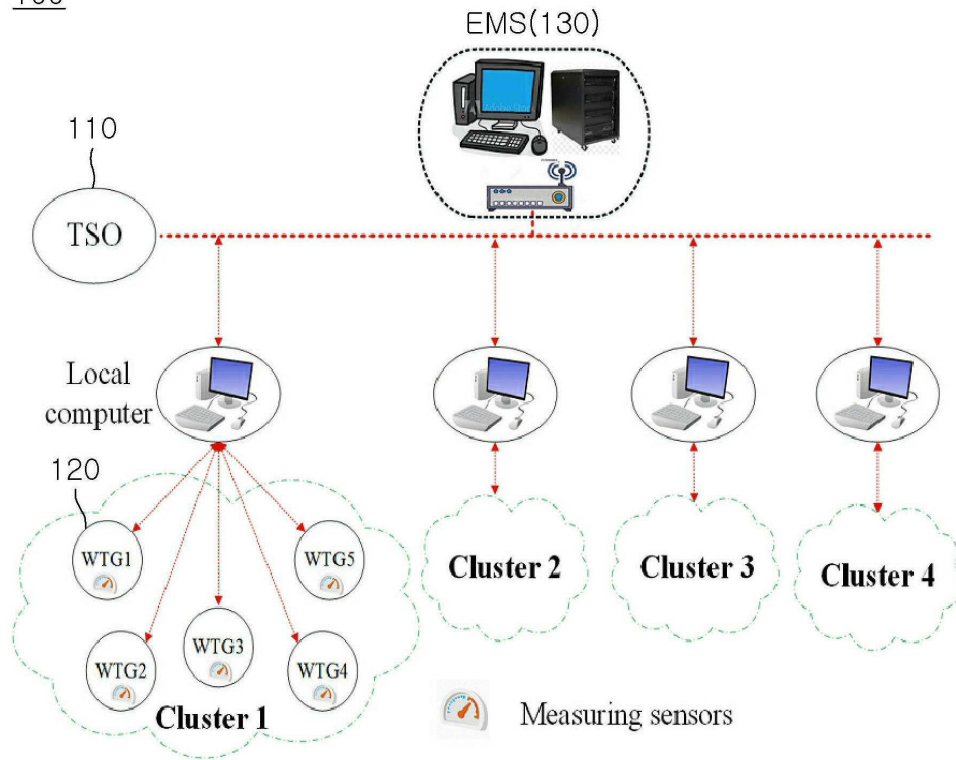 100
EMS(130)
110
TSO
Local
computer
120
WTG1
WTG5
WTG2
WTG3
WTG4
Cluster 1
Cluster 2
Cluster 3
Cluster 4
Measuring sensors